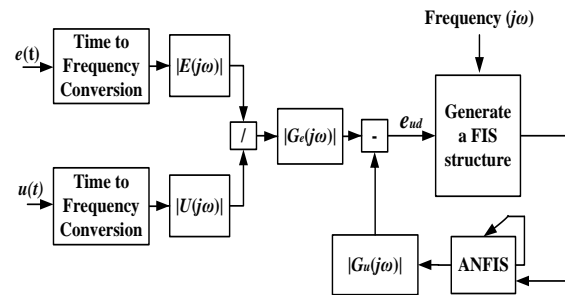 Frequency (jω)
e(t)
Time to
Frequency
Conversion
|E(jω)|
/
|Ge(jω)|
-
eud
Generate
a FIS
structure
u(t)
Time to
Frequency
Conversion
|U(jω)|
|Gu(jω)|
ANFIS